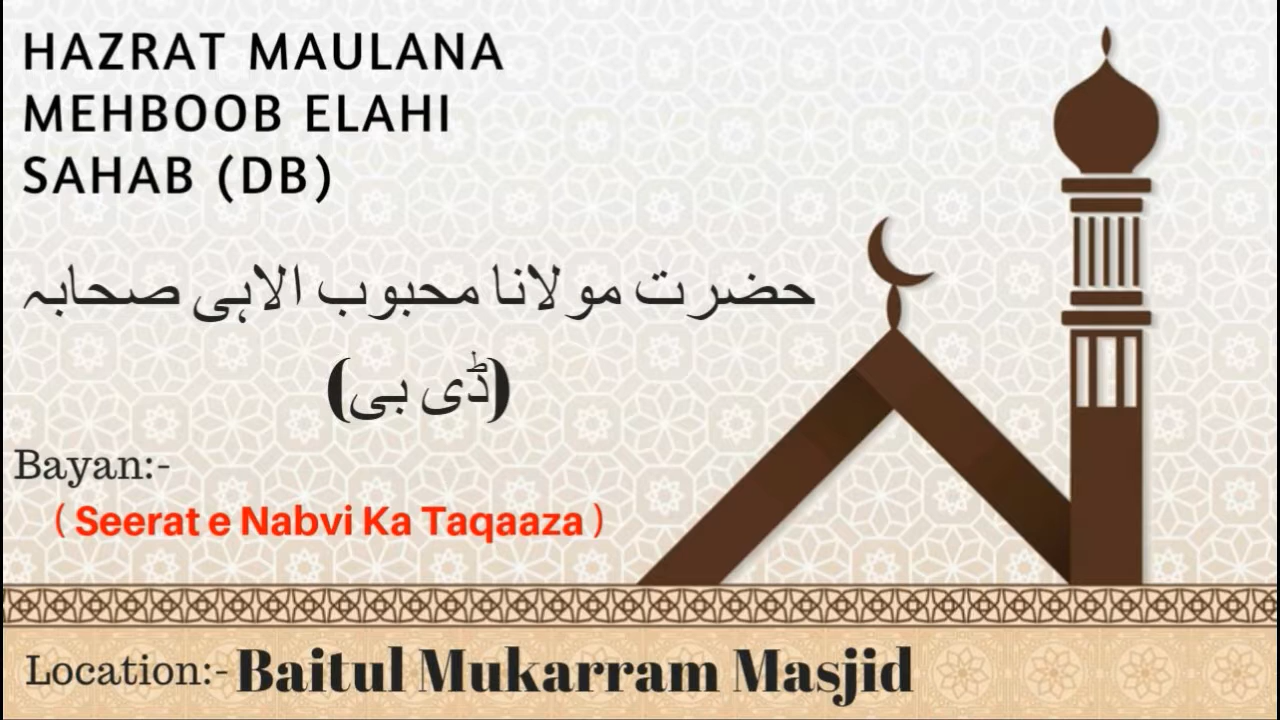 HAZRAT MAULANA
MEHBOOB ELAHI
SAHAB (DB)
حضرت مولانا محبوب الاہی صحابہ
(ڈی بی)
Bayan:-
( Seerat e Nabvi Ka Taqaaza )
Location:- Baitul Mukarram Masjid